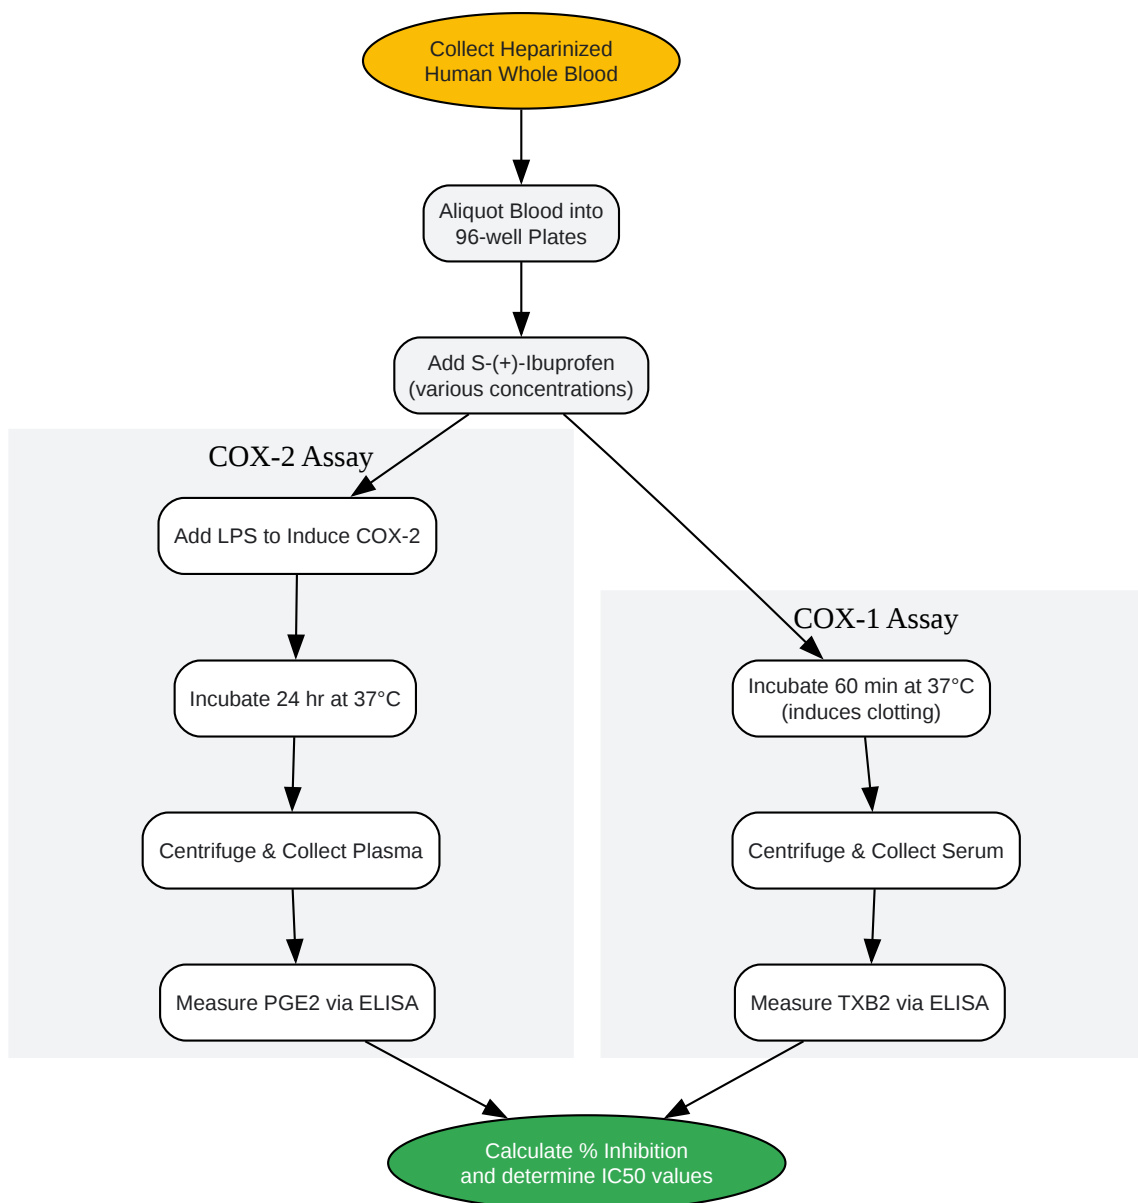 Collect Heparinized
Human Whole Blood
Aliquot Blood into
96-well Plates
Add S-(+)-Ibuprofen
(various concentrations)
COX-2 Assay
Add LPS to Induce COX-2
Incubate 24 hr at 37°C
Centrifuge & Collect Plasma
Measure PGE2 via ELISA
COX-1 Assay
Incubate 60 min at 37°C
(induces clotting)
Centrifuge & Collect Serum
Measure TXB2 via ELISA
Calculate % Inhibition
and determine IC50 values